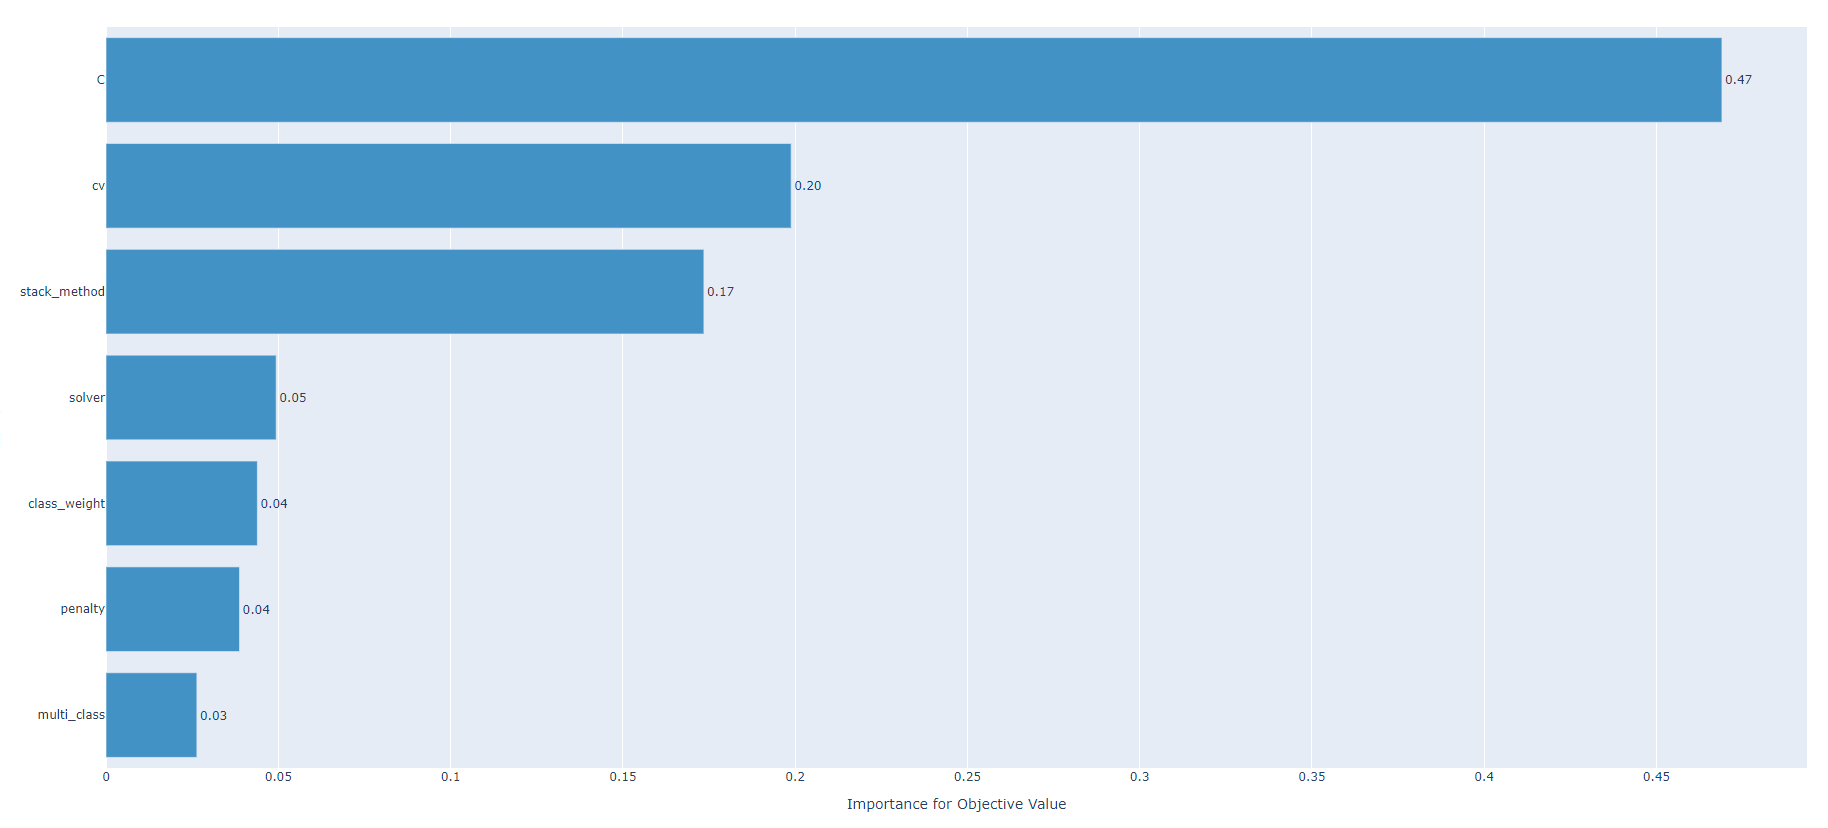 C 0.47
cv 0.20
stack_method 0.17
solver 0.05
class_weight 0.04
penalty 0.04
multi_class 0.03
0 0.05 0.1 0.15 0.2 0.25 0.3 0.35 0.4 0.45
Importance for Objective Value